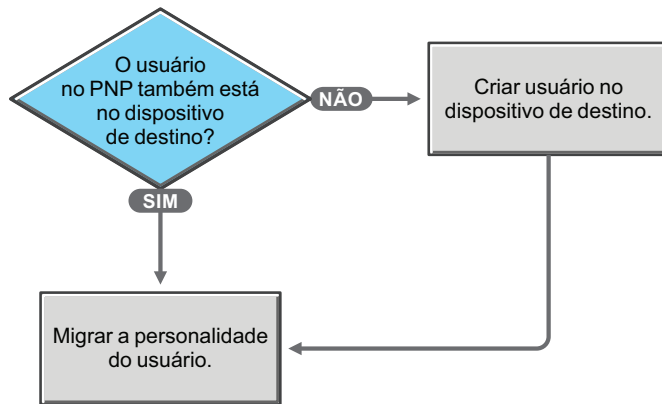 O usuário
no PNP também está
no dispositivo
de destino?
NÃO
Criar usuário no
dispositivo de destino.
SIM
Migrar a personalidade
do usuário.